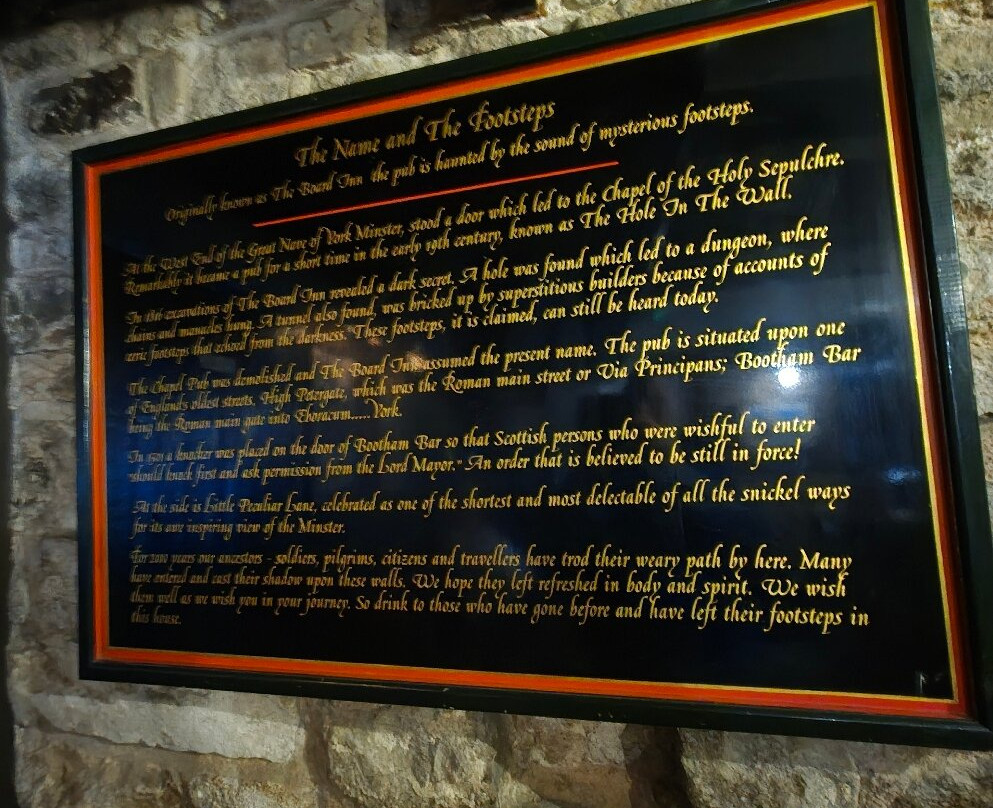 The Name and The Footsteps
Originally known as The Board Inn the pub is haunted by the sound of mysterious footsteps.
At the West End of the Great Nave of York Minster, stood a door which led to the Chapel of the Holy Sepulchre.
Remarkably it became a pub for a short time in the early 19th century, known as The Hole In The Wall.
In 1816 excavations of The Board Inn revealed a dark secret. A hole was found which led to a dungeon, where
chains and manacles hung. A tunnel also found, was bricked up by superstitious builders because of accounts of
eerie footsteps that echoed from the darkness. These footsteps, it is claimed, can still be heard today.
The Chapel Pub was demolished and The Board Inn assumed the present name. The pub is situated upon one
of England's oldest streets. High Petergate, which was the Roman main street or Via Principans; Bootham Bar
being the Roman main gate into Eboracum.....York.
In 1501 a knocker was placed on the door of Bootham Bar so that Scottish persons who were wishful to enter
"should knock first and ask permission from the Lord Mayor." An order that is believed to be still in force!
At the side is Little Peculiar Lane, celebrated as one of the shortest and most delectable of all the snickel ways
for its awe inspiring view of the Minster.
For 2000 years our ancestors - soldiers, pilgrims, citizens and travellers have trod their weary path by here. Many
have entered and cast their shadow upon these walls. We hope they left refreshed in body and spirit. We wish
them well as we wish you in your journey. So drink to those who have gone before and have left their footsteps in
this house.